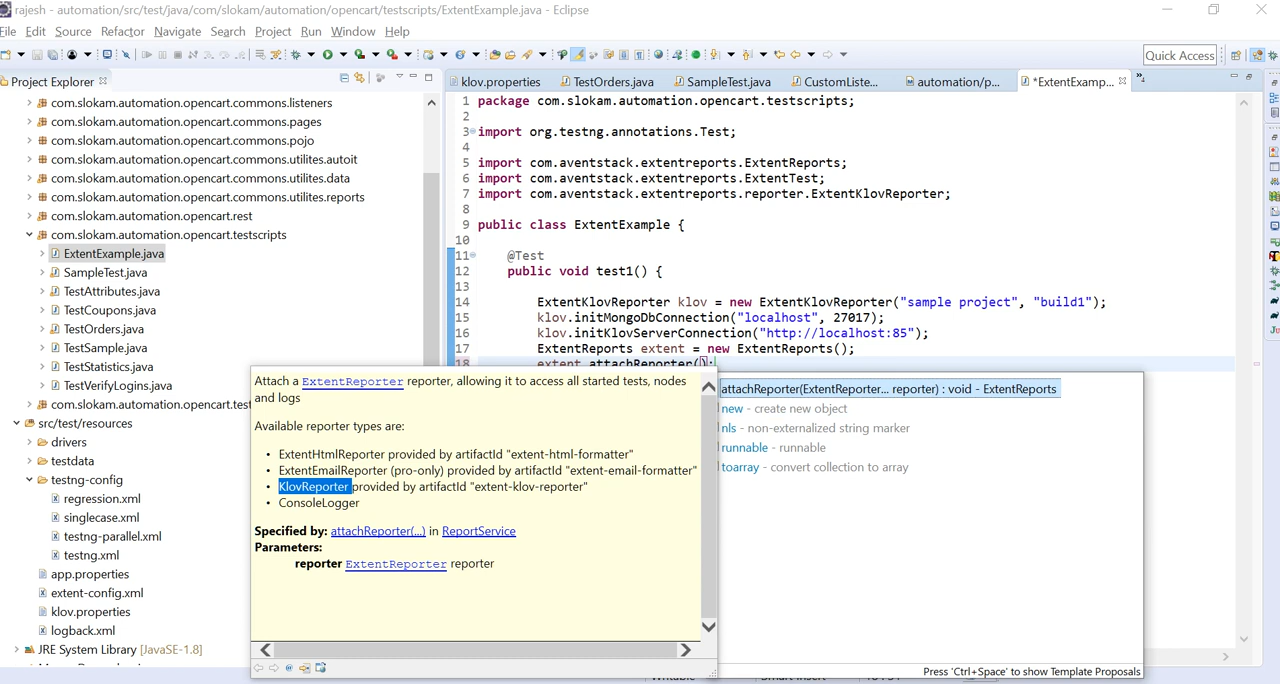 rajesh - automation/src/test/java/com/slokam/automation/opencart/testscripts/ExtentExample.java - Eclipse
File Edit Source Refactor Navigate Search Project Run Window Help
Quick Access
Project Explorer
com.slokam.automation.opencart.commons.listeners
com.slokam.automation.opencart.commons.pages
com.slokam.automation.opencart.commons.pojo
com.slokam.automation.opencart.commons.utilites.autoit
com.slokam.automation.opencart.commons.utilites.data
com.slokam.automation.opencart.commons.utilites.reports
com.slokam.automation.opencart.rest
com.slokam.automation.opencart.testscripts
ExtentExample.java
SampleTest.java
TestAttributes.java
TestCoupons.java
TestOrders.java
TestSample.java
TestStatistics.java
TestVerifyLogins.java
com.slokam.automation.opencart.test
src/test/resources
drivers
testdata
testng-config
regression.xml
singlecase.xml
testng-parallel.xml
testng.xml
app.properties
extent-config.xml
klov.properties
logback.xml
JRE System Library [JavaSE-1.8]
klov.properties TestOrders.java SampleTest.java CustomListe... automation/p... *ExtentExamp...
1 package com.slokam.automation.opencart.testscripts;
2
3 import org.testng.annotations.Test;
4
5 import com.aventstack.extentreports.ExtentReports;
6 import com.aventstack.extentreports.ExtentTest;
7 import com.aventstack.extentreports.reporter.ExtentKlovReporter;
8
9 public class ExtentExample {
10
11 @Test
12 public void test1() {
13
14 ExtentKlovReporter klov = new ExtentKlovReporter("sample project", "build1");
15 klov.initMongoDbConnection("localhost", 27017);
16 klov.initKlovServerConnection("http://localhost:85");
17 ExtentReports extent = new ExtentReports();
18 extent.attachReporter();
Attach a ExtentReporter reporter, allowing it to access all started tests, nodes
and logs
Available reporter types are:
• ExtentHtmlReporter provided by artifactId "extent-html-formatter"
• ExtentEmailReporter (pro-only) provided by artifactId "extent-email-formatter"
• KlovReporter provided by artifactId "extent-klov-reporter"
• ConsoleLogger
Specified by: attachReporter(...) in ReportService
Parameters:
reporter ExtentReporter reporter
attachReporter(ExtentReporter... reporter) : void - ExtentReports
new - create new object
nls - non-externalized string marker
runnable - runnable
toarray - convert collection to array
Press 'Ctrl+Space' to show Template Proposals